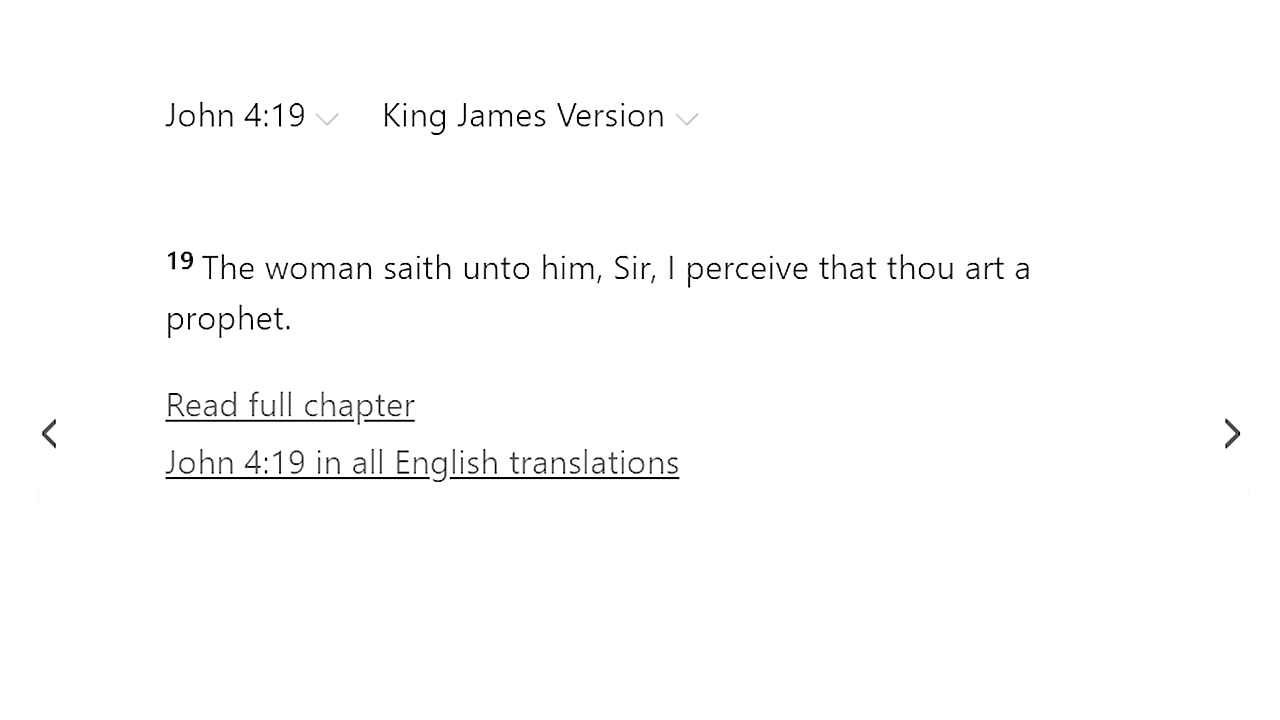 John 4:19 King James Version
19 The woman saith unto him, Sir, I perceive that thou art a
prophet.
Read full chapter
John 4:19 in all English translations